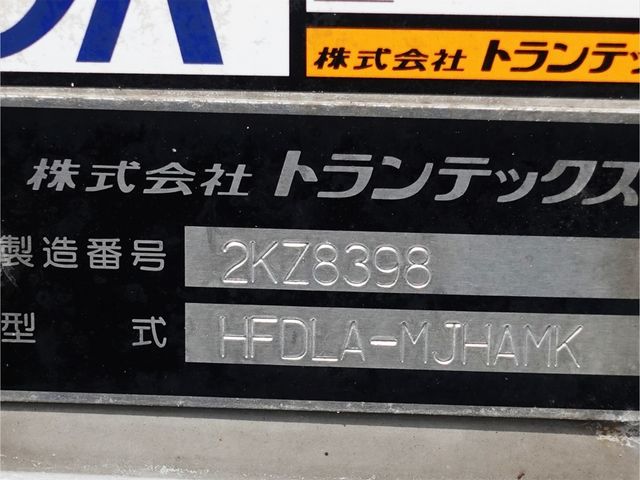 株式会社 トランテッ
株式会社 トランテックス
製造番号 2KZ8398
型 式 HFDLA-MJHAMK